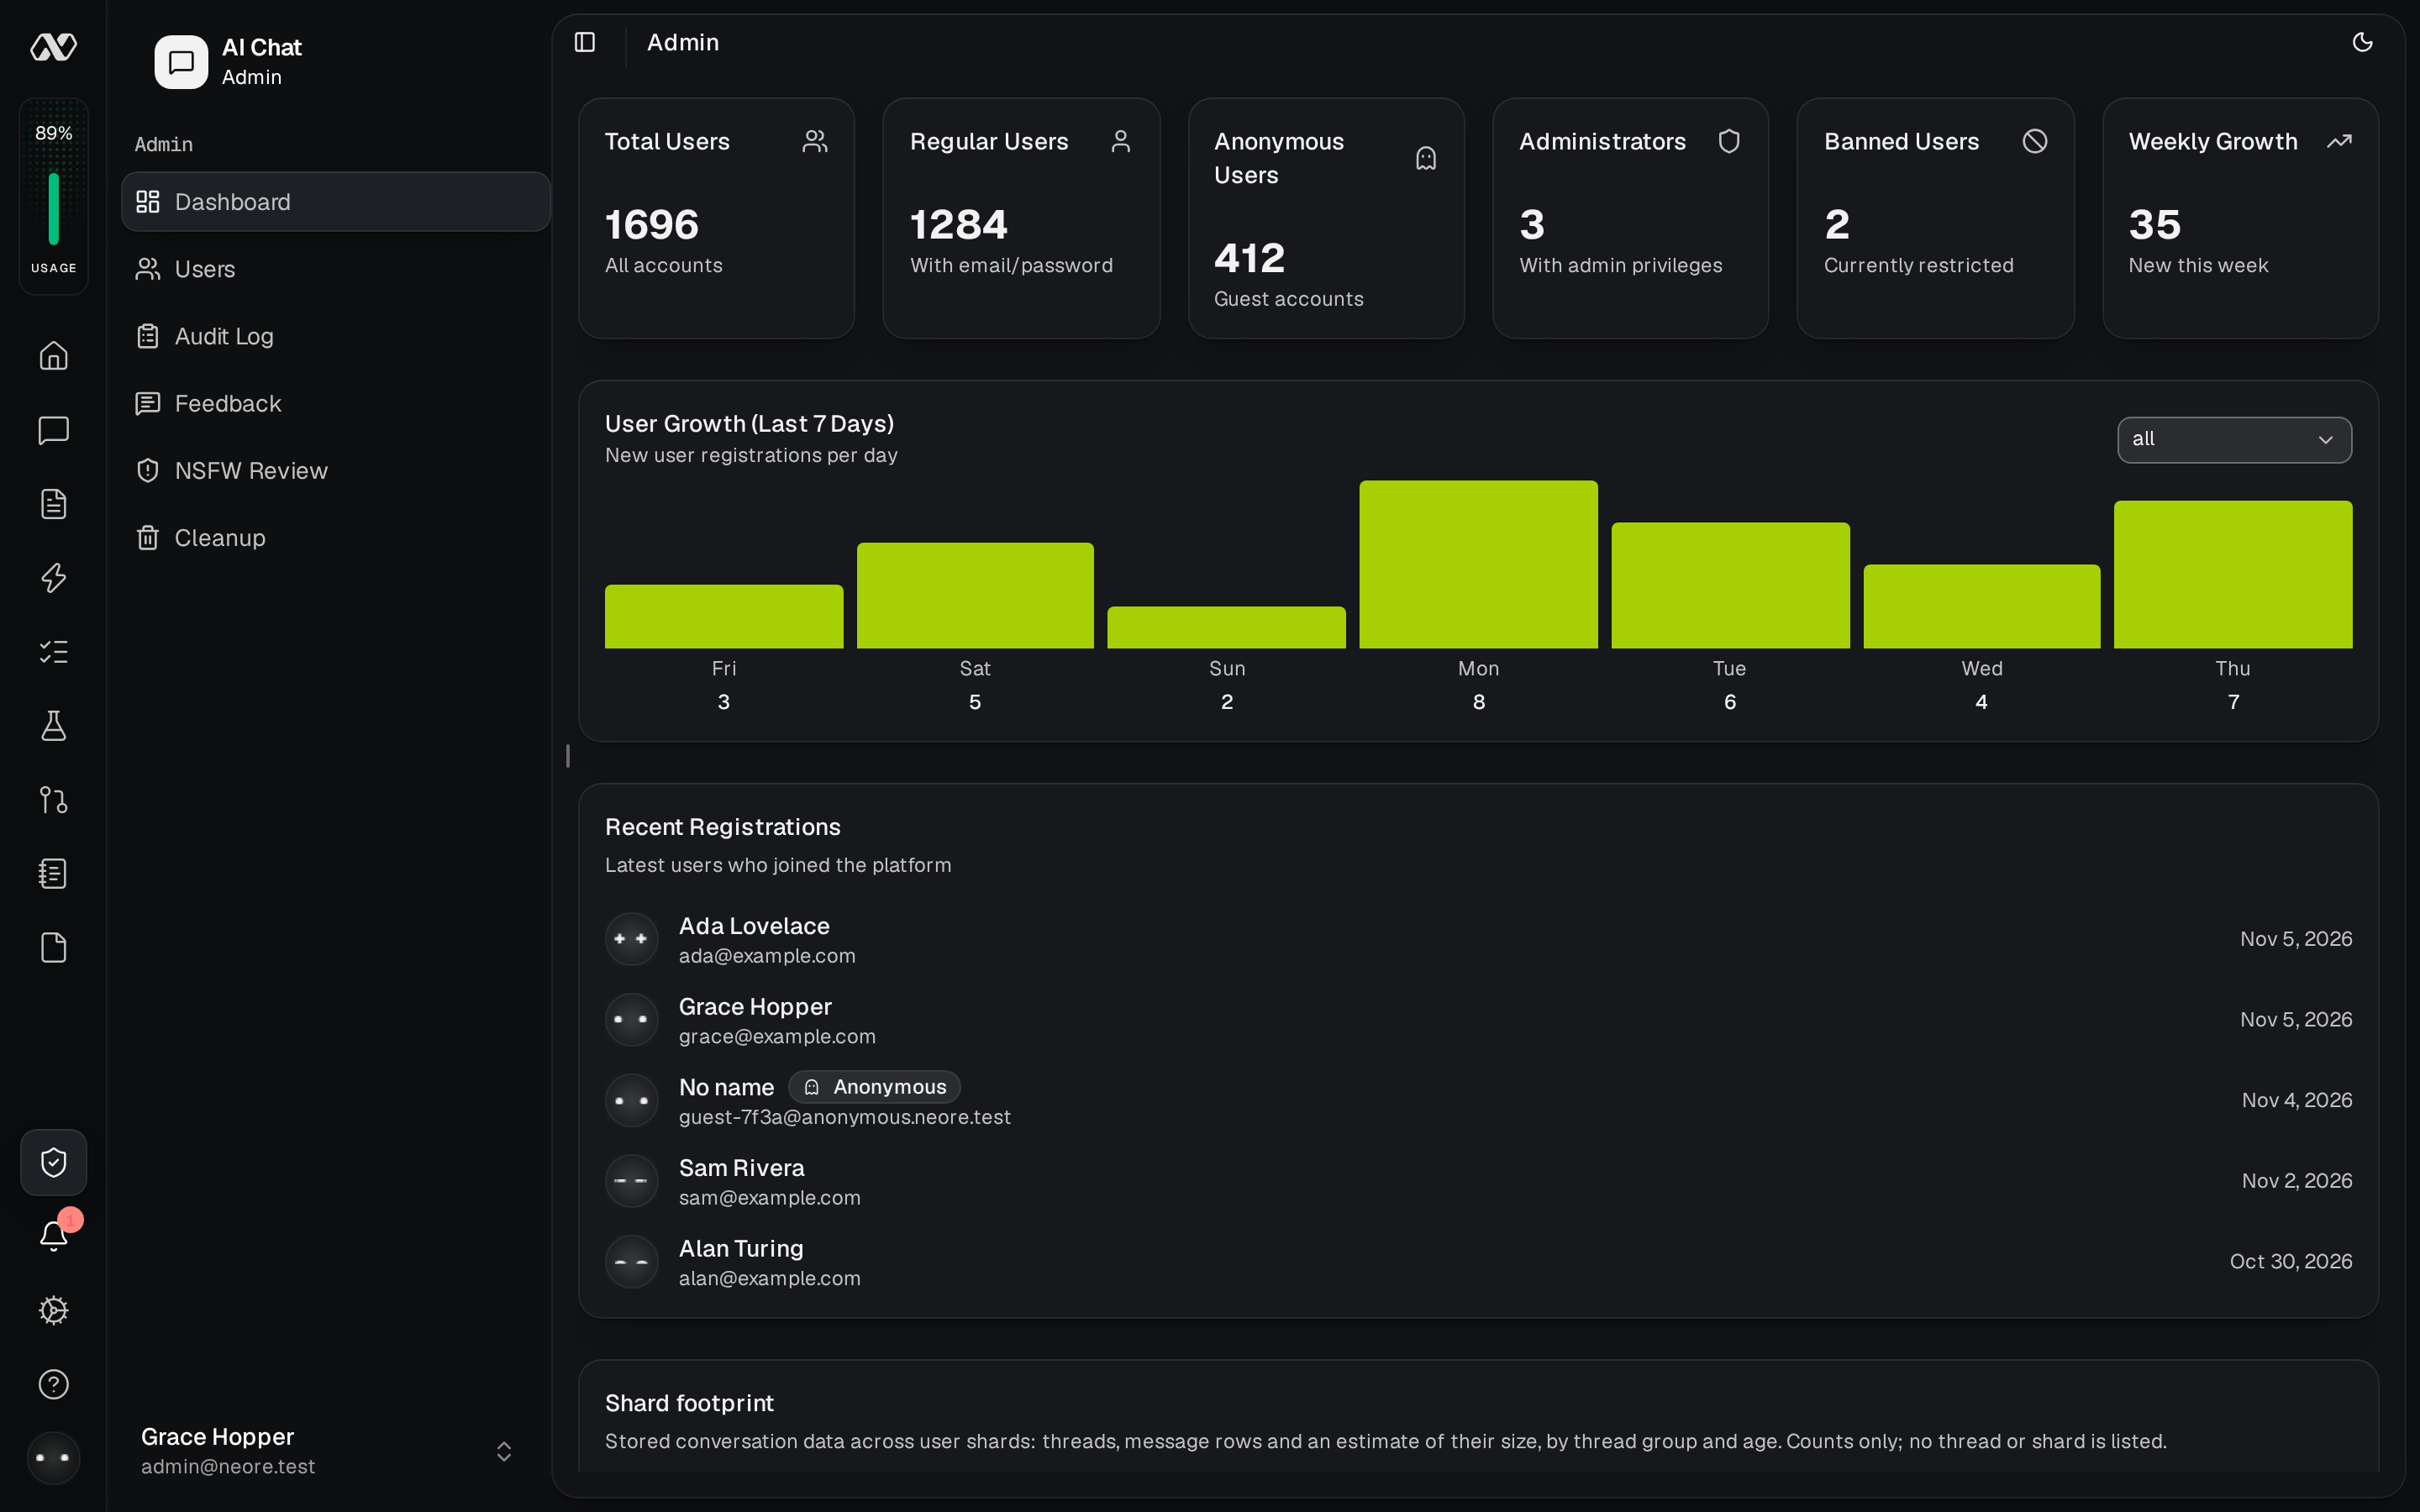 AI Chat
Admin
89%
USAGE
Admin
Dashboard
Users
Audit Log
Feedback
NSFW Review
Cleanup
Grace Hopper
admin@neore.test
1
Admin
Total Users
1696
All accounts
Regular Users
1284
With email/password
Anonymous
Users
412
Guest accounts
Administrators
3
With admin privileges
Banned Users
2
Currently restricted
Weekly Growth
35
New this week
User Growth (Last 7 Days)
New user registrations per day
all
Fri Sat Sun Mon Tue Wed Thu
3 5 2 8 6 4 7
Recent Registrations
Latest users who joined the platform
Ada Lovelace
ada@example.com
Nov 5, 2026
Grace Hopper
grace@example.com
Nov 5, 2026
No name Anonymous
guest-7f3a@anonymous.neore.test
Nov 4, 2026
Sam Rivera
sam@example.com
Nov 2, 2026
Alan Turing
alan@example.com
Oct 30, 2026
Shard footprint
Stored conversation data across user shards: threads, message rows and an estimate of their size, by thread group and age. Counts only; no thread or shard is listed.